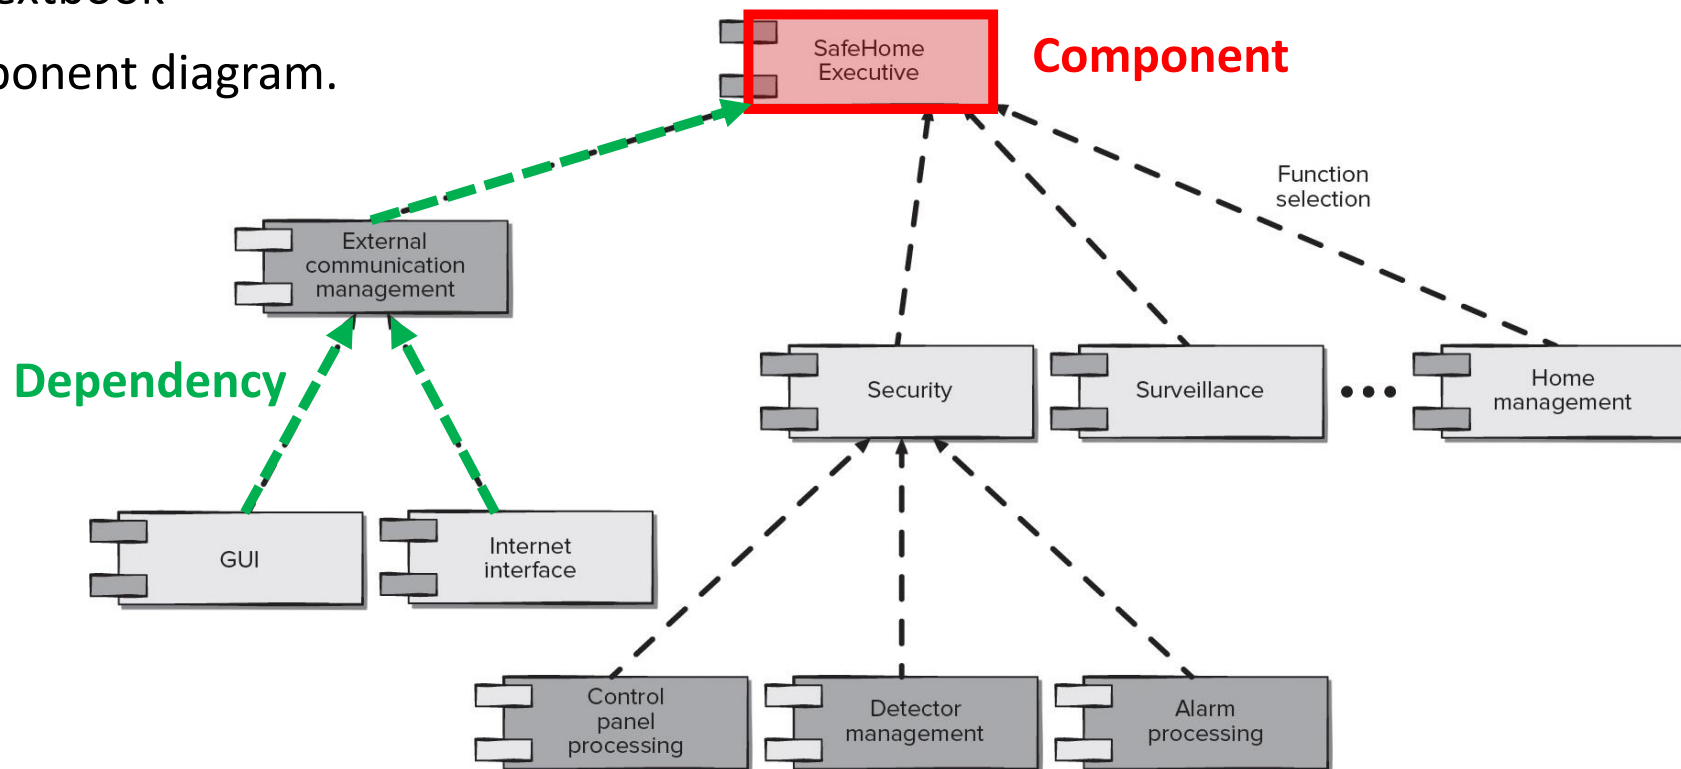 ponent diagram.
SafeHome
Executive
Component
Function
selection
External
communication
management
Dependency
Security
Surveillance
Home
management
GUI
Internet
interface
Control
panel
processing
Detector
management
Alarm
processing